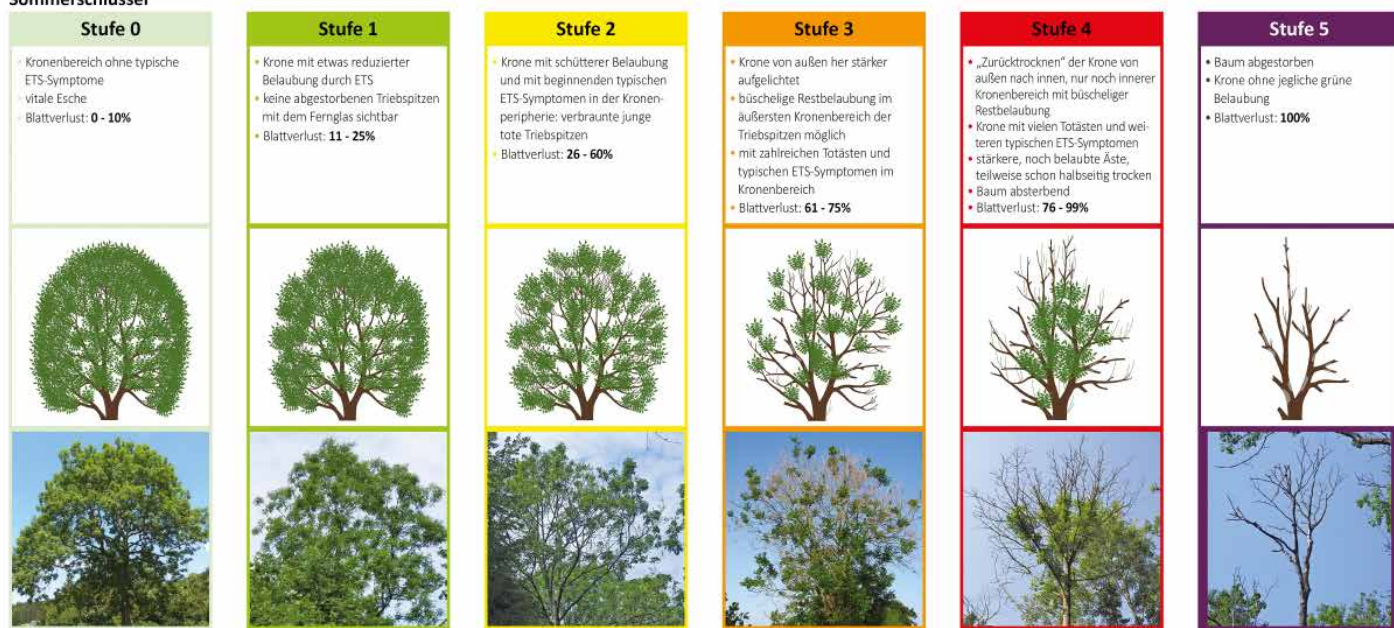 Sommerschlüssel
Stufe 0
Kronenbereich ohne typische
ETS-Symptome
vitale Esche
Blattverlust: 0 - 10%
Stufe 1
• Krone mit etwas reduzierter
Belaubung durch ETS
• keine abgestorbenen Triebspitzen
mit dem Fernglas sichtbar
• Blattverlust: 11 - 25%
Stufe 2
• Krone mit schütterer Belaubung
und mit beginnenden typischen
ETS-Symptomen in der Kronen-
peripherie: verbraunte junge
tote Triebspitzen
• Blattverlust: 26 - 60%
Stufe 3
• Krone von außen her stärker
aufgelichtet
• büschelige Restbelaubung im
äußersten Kronenbereich der
Triebspitzen möglich
• mit zahlreichen Totästen und
typischen ETS-Symptomen im
Kronenbereich
• Blattverlust: 61 - 75%
Stufe 4
• „Zurücktrocknen“ der Krone von
außen nach innen, nur noch innerer
Kronenbereich mit büscheliger
Restbelaubung
• Krone mit vielen Totästen und wei-
teren typischen ETS-Symptomen
• stärkere, noch belaubte Äste,
teilweise schon halbseitig trocken
• Baum absterbend
• Blattverlust: 76 - 99%
Stufe 5
• Baum abgestorben
• Krone ohne jegliche grüne
Belaubung
• Blattverlust: 100%